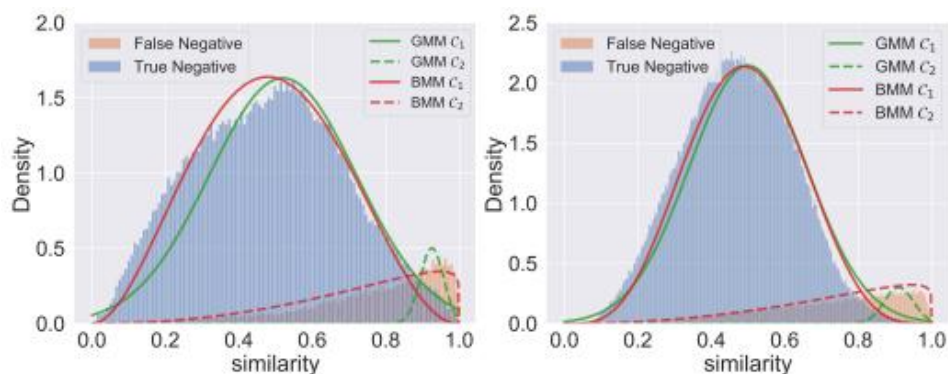 2.0
1.5
1.0
0.5
0.0
Density
False Negative
True Negative
GMM C₁
GMM C₂
BMM C₁
BMM C₂
0.0 0.2 0.4 0.6 0.8 1.0
similarity
2.5
2.0
1.5
1.0
0.5
0.0
Density
False Negative
True Negative
GMM C₁
GMM C₂
BMM C₁
BMM C₂
0.0 0.2 0.4 0.6 0.8 1.0
similarity